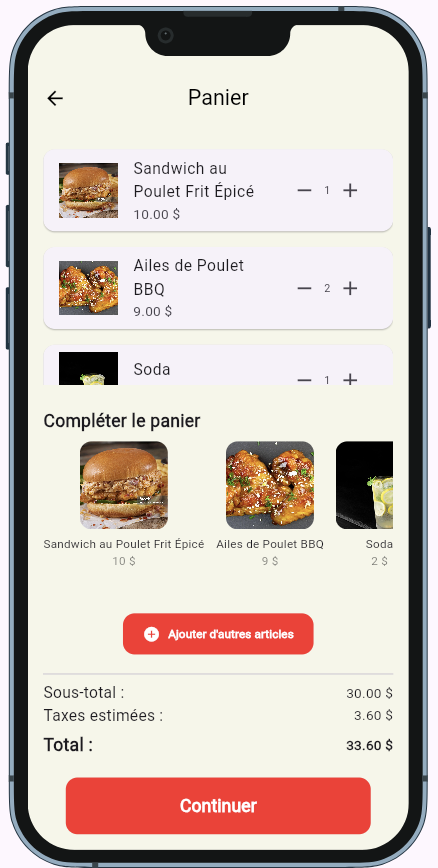 Panier
Sandwich au
Poulet Frit Épicé
10.00 $
1
Ailes de Poulet
BBQ
9.00 $
2
Soda
1
Compléter le panier
Sandwich au Poulet Frit Épicé
10 $
Ailes de Poulet BBQ
9 $
Soda
2 $
Ajouter d'autres articles
Sous-total :
30.00 $
Taxes estimées :
3.60 $
Total :
33.60 $
Continuer